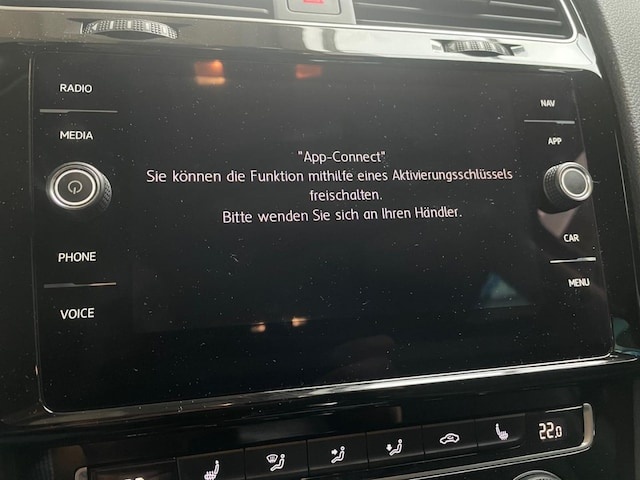 RADIO
MEDIA
PHONE
VOICE
"App-Connect"
Sie können die Funktion mithilfe eines Aktivierungsschlüssels
freischalten.
Bitte wenden Sie sich an Ihren Händler.
NAV
APP
CAR
MENU
22.0